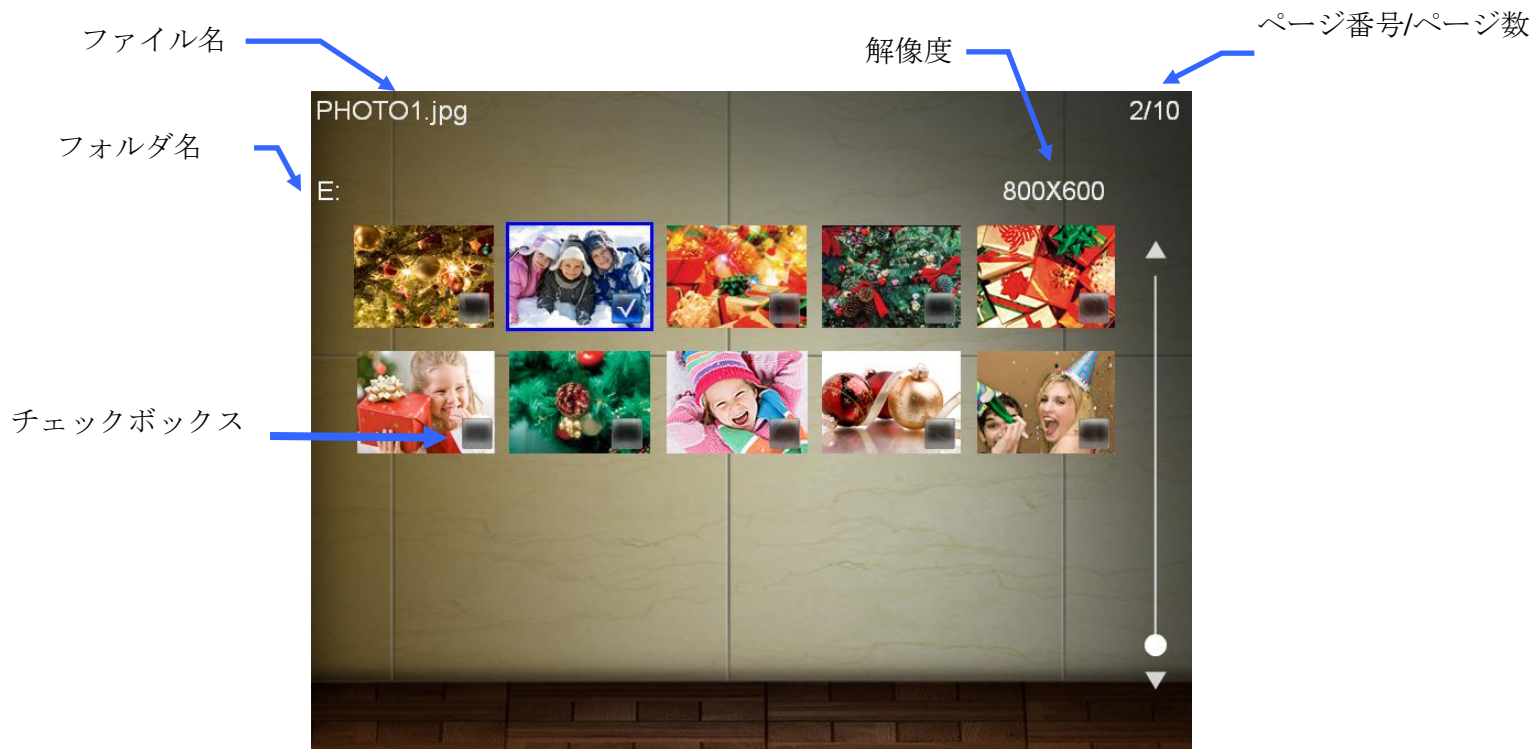 ページ番号/ページ数
ファイル名
解像度
PHOTO1.jpg
2/10
フォルダ名
E:
800X600
チェックボックス